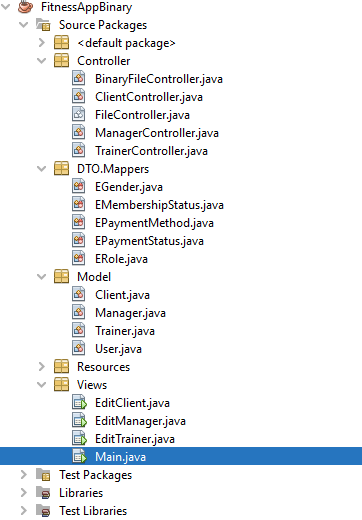 FitnessAppBinary
Source Packages
<default package>
Controller
BinaryFileController.java
ClientController.java
FileController.java
ManagerController.java
TrainerController.java
DTO.Mappers
EGender.java
EMembershipStatus.java
EPaymentMethod.java
EPaymentStatus.java
ERole.java
Model
Client.java
Manager.java
Trainer.java
User.java
Resources
Views
EditClient.java
EditManager.java
EditTrainer.java
Main.java
Test Packages
Libraries
Test Libraries